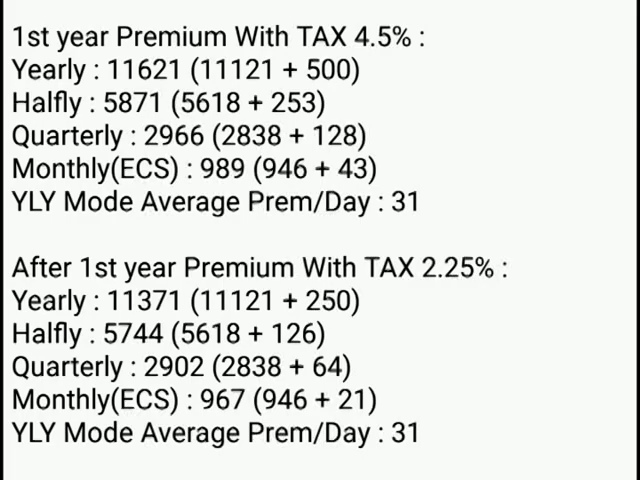 1st year Premium With TAX 4.5% :
Yearly : 11621 (11121 + 500)
Halfly : 5871 (5618 + 253)
Quarterly : 2966 (2838 + 128)
Monthly(ECS) : 989 (946 + 43)
YLY Mode Average Prem/Day : 31
After 1st year Premium With TAX 2.25% :
Yearly : 11371 (11121 + 250)
Halfly : 5744 (5618 + 126)
Quarterly : 2902 (2838 + 64)
Monthly(ECS) : 967 (946 + 21)
YLY Mode Average Prem/Day : 31